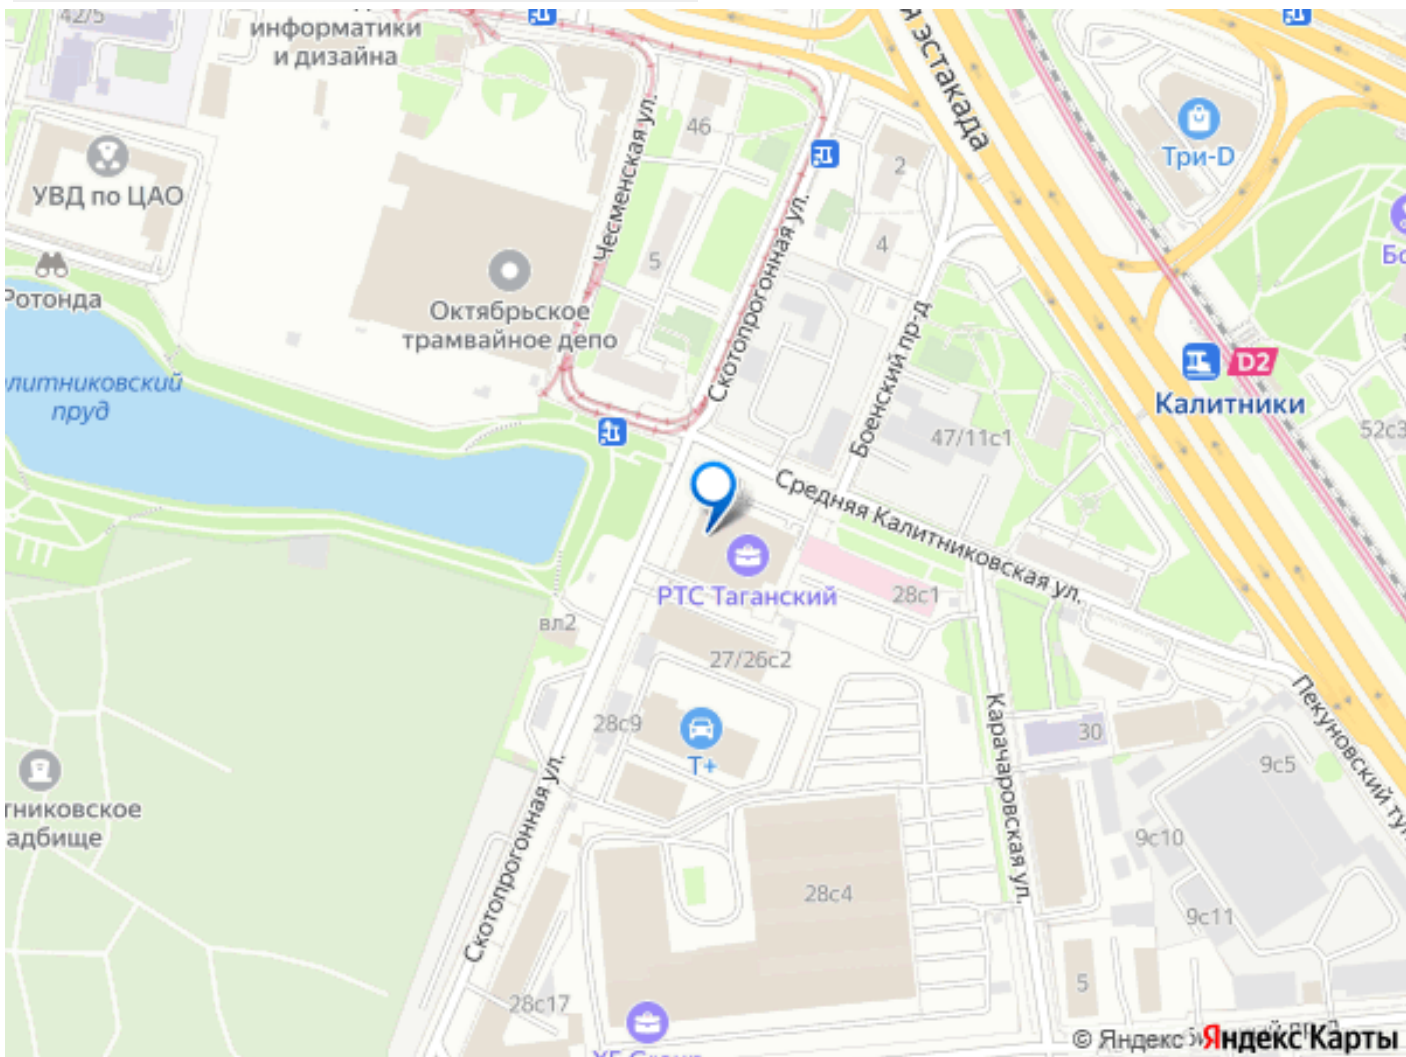 42/5
информатики
и дизайна
я эстакада
46
Чесменская ул.
2
Три-D
УВД по ЦАО
Скотопрогонная ул.
4
5
Ротонда
Октябрьское
трамвайное депо
Боенский пр-д
D2
Калитники
литниковский
пруд
47/11с1
52с3
Средняя Калитниковская ул.
РТС Таганский
28с1
вл2
27/26с2
Пекуновский ту
28с9
Т+
Карачаровская ул.
30
9с5
тниковское
адбище
Скотопрогонная ул.
9с10
28с4
9с11
5
28с17
© Яндекс
Яндекс Карты